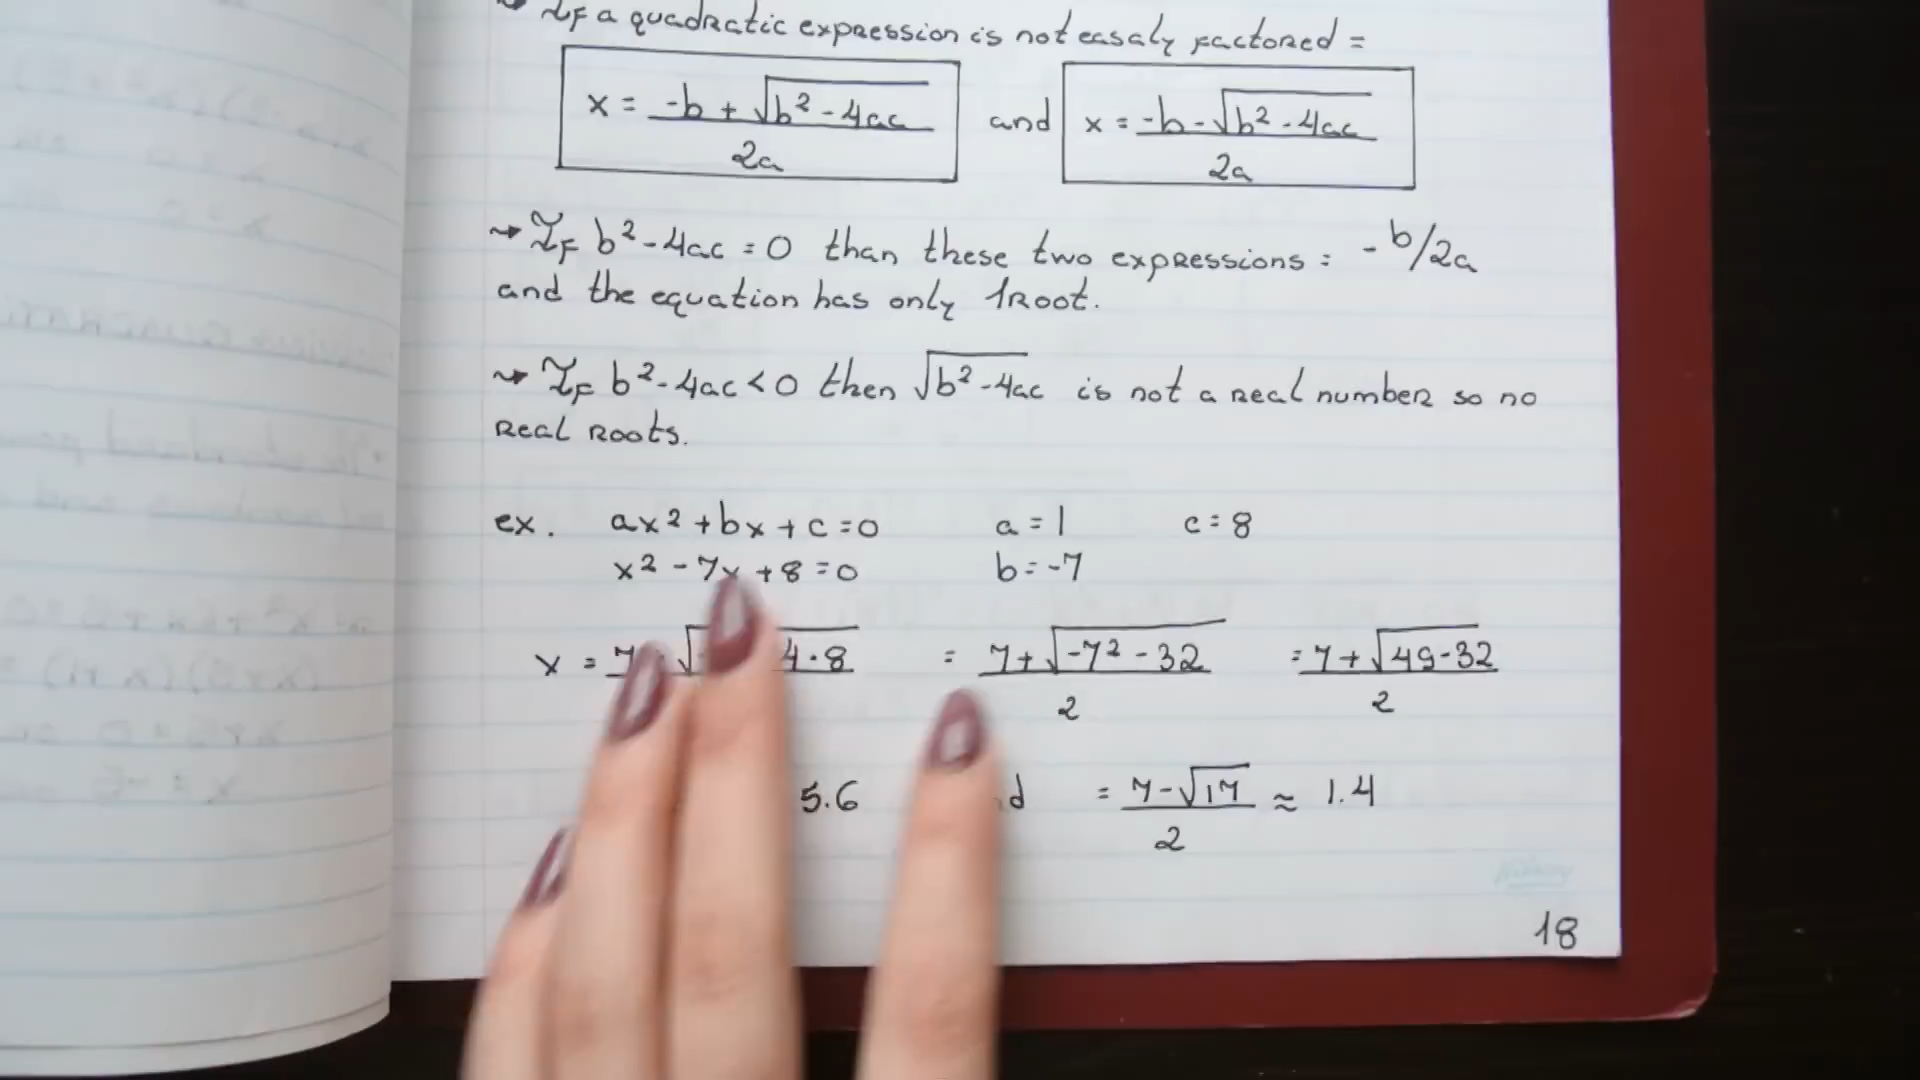 If a quadratic expression is not easaly factored =
x = -b + √b² - 4ac / 2a and x = -b - √b² - 4ac / 2a
If b² - 4ac = 0 than these two expressions = - b/2a
and the equation has only 1 root.
If b² - 4ac < 0 then √b² - 4ac is not a real number so no
real roots.
ex. ax² + bx + c = 0 a = 1 c = 8
x² - 7x + 8 = 0 b = -7
x = 7 √ 4·8 = 7 + √-7² - 32 / 2 = 7 + √49 - 32 / 2
5.6 = 7 - √17 / 2 ≈ 1.4
18